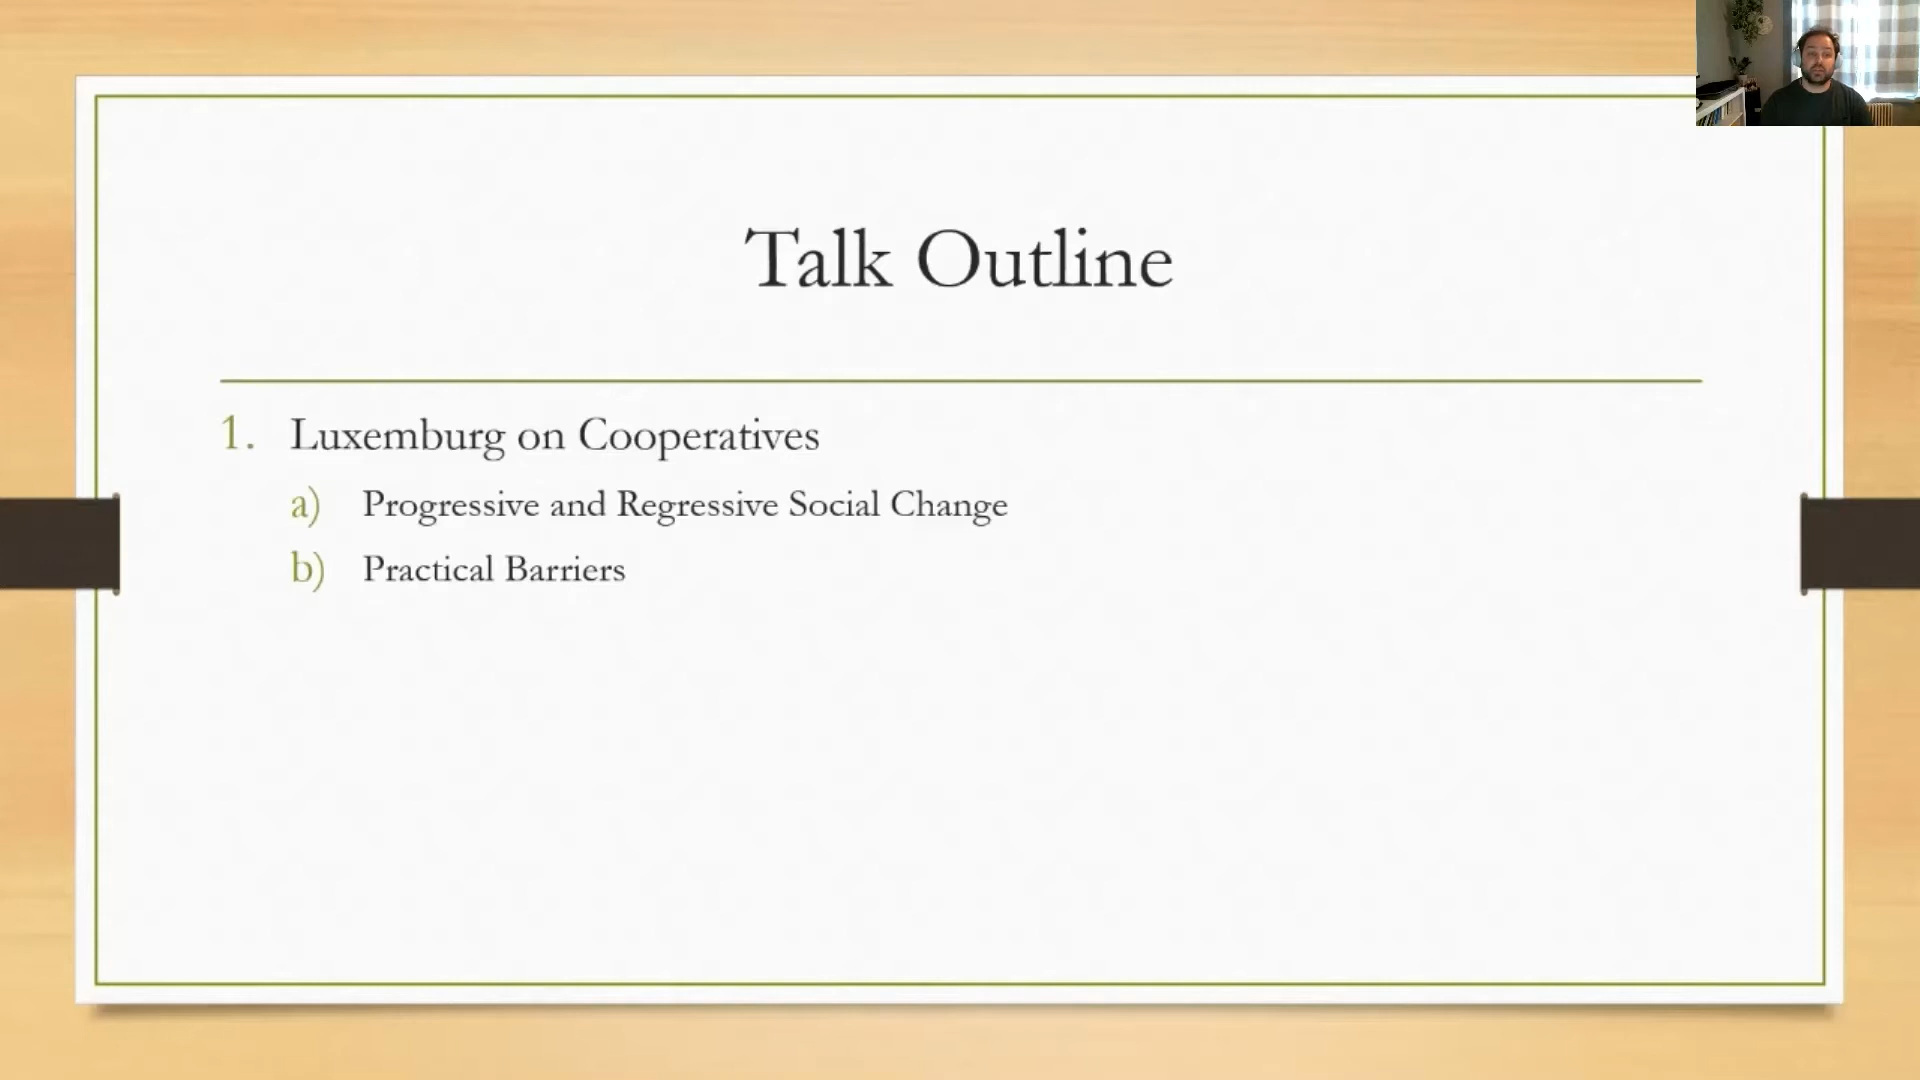 Talk Outline
1. Luxemburg on Cooperatives
a) Progressive and Regressive Social Change
b) Practical Barriers